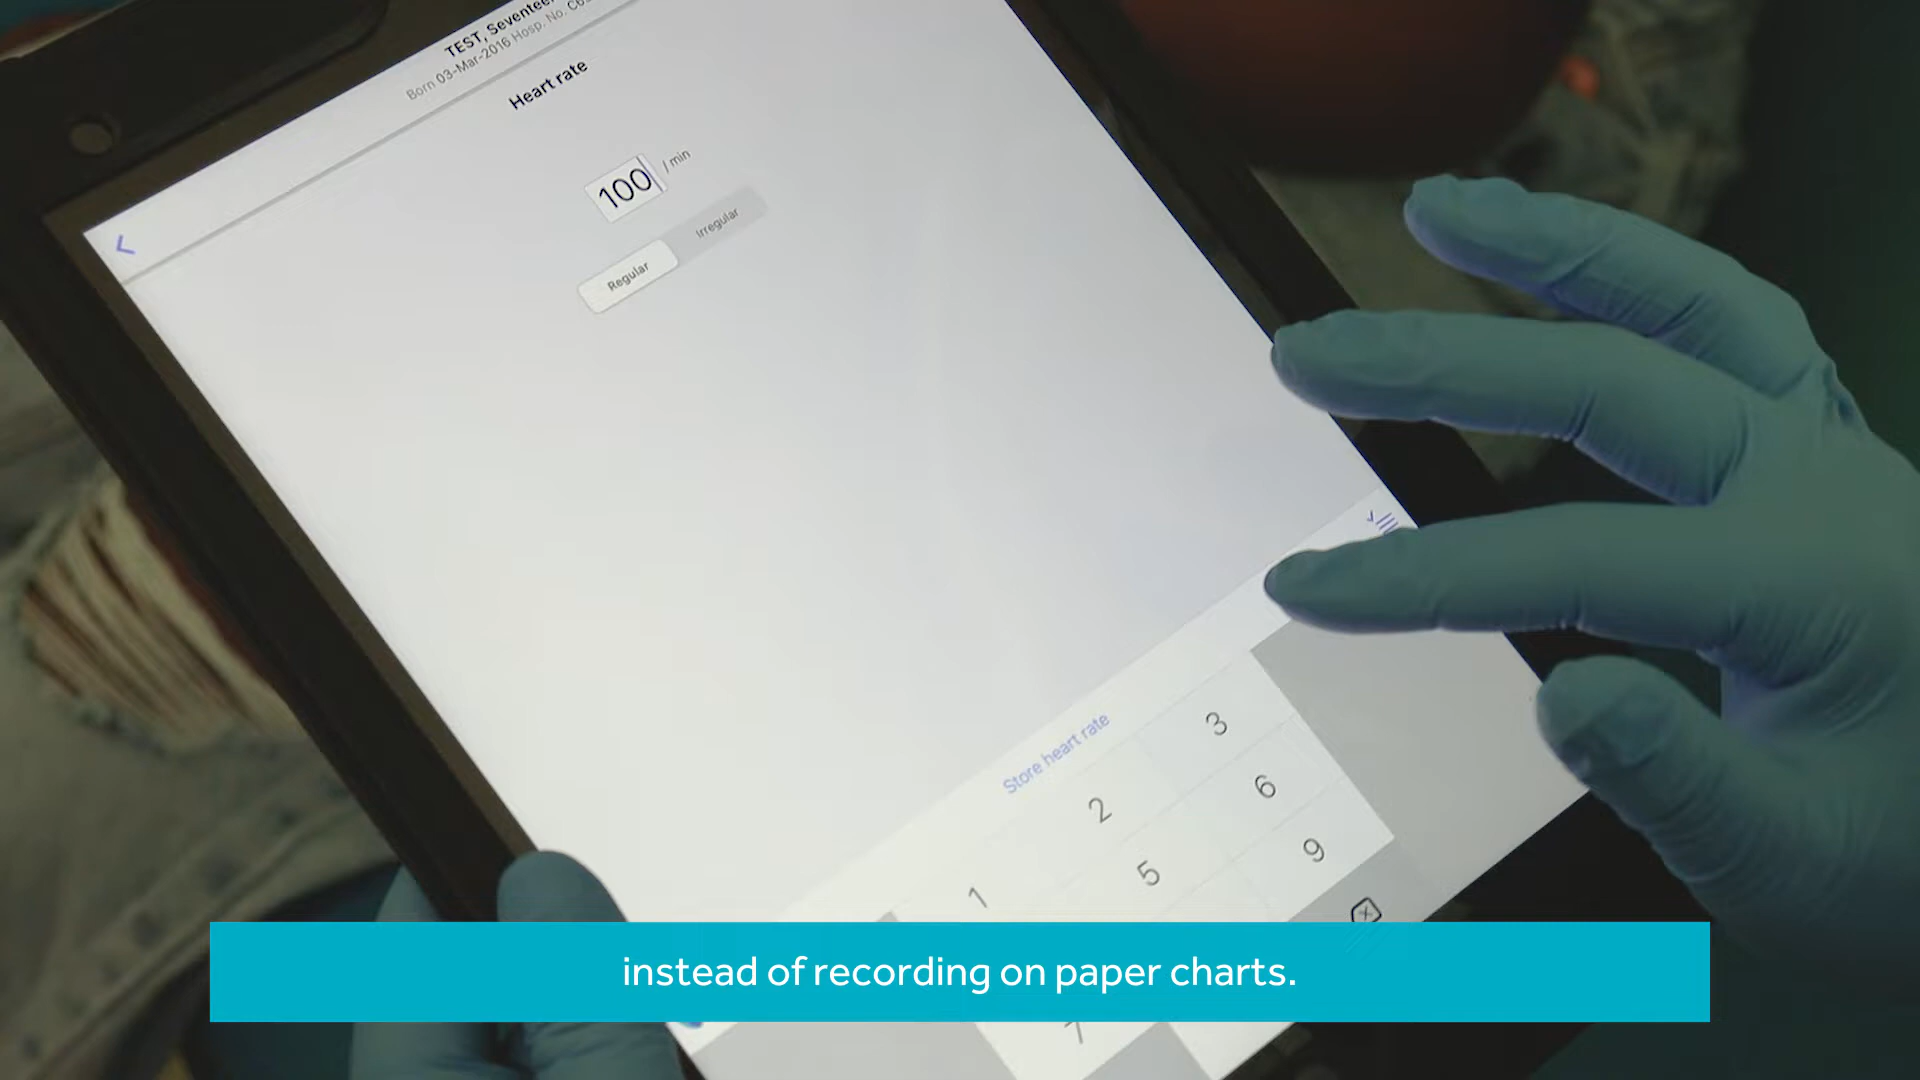 TEST,
Born 03-Mar-2016 Hosp. No.
Heart rate
100 / min
Regular Irregular
Store heart rate
1 2 3
5 6
9
7
instead of recording on paper charts.